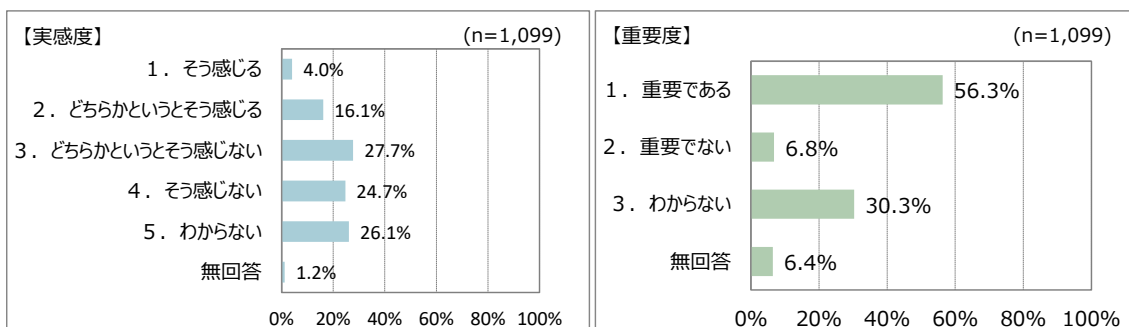 【実感度】 (n=1,099)
1．そう感じる 4.0%
2．どちらかというとそう感じる 16.1%
3．どちらかというとそう感じない 27.7%
4．そう感じない 24.7%
5．わからない 26.1%
無回答 1.2%
0% 20% 40% 60% 80% 100%
【重要度】 (n=1,099)
1．重要である 56.3%
2．重要でない 6.8%
3．わからない 30.3%
無回答 6.4%
0% 20% 40% 60% 80% 100%